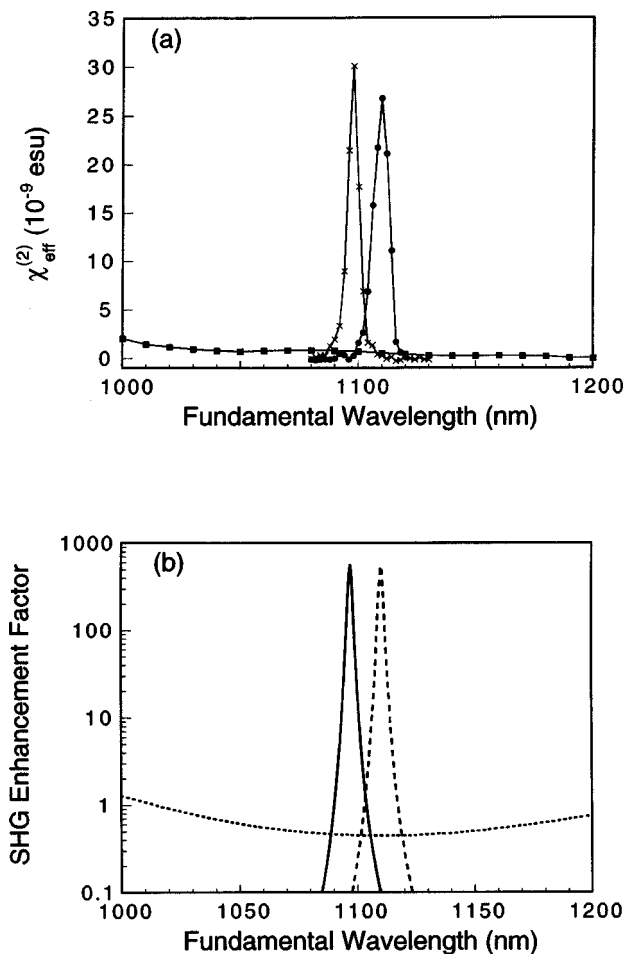 (a)
35
30
25
20
15
10
5
0
χ(2)eff (10-9 esu)
1000 1100 1200
Fundamental Wavelength (nm)
(b)
1000
100
10
1
0.1
SHG Enhancement Factor
1000 1050 1100 1150 1200
Fundamental Wavelength (nm)